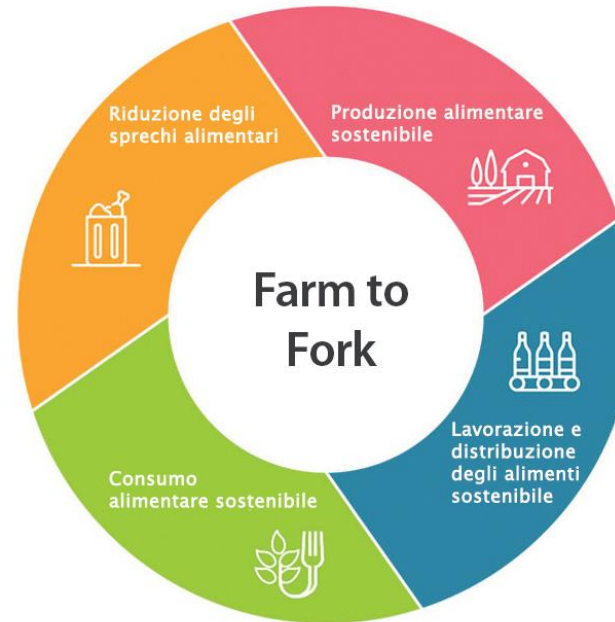 Riduzione degli
sprechi alimentari
Produzione alimentare
sostenibile
Farm to
Fork
Lavorazione e
distribuzione
degli alimenti
sostenibile
Consumo
alimentare sostenibile